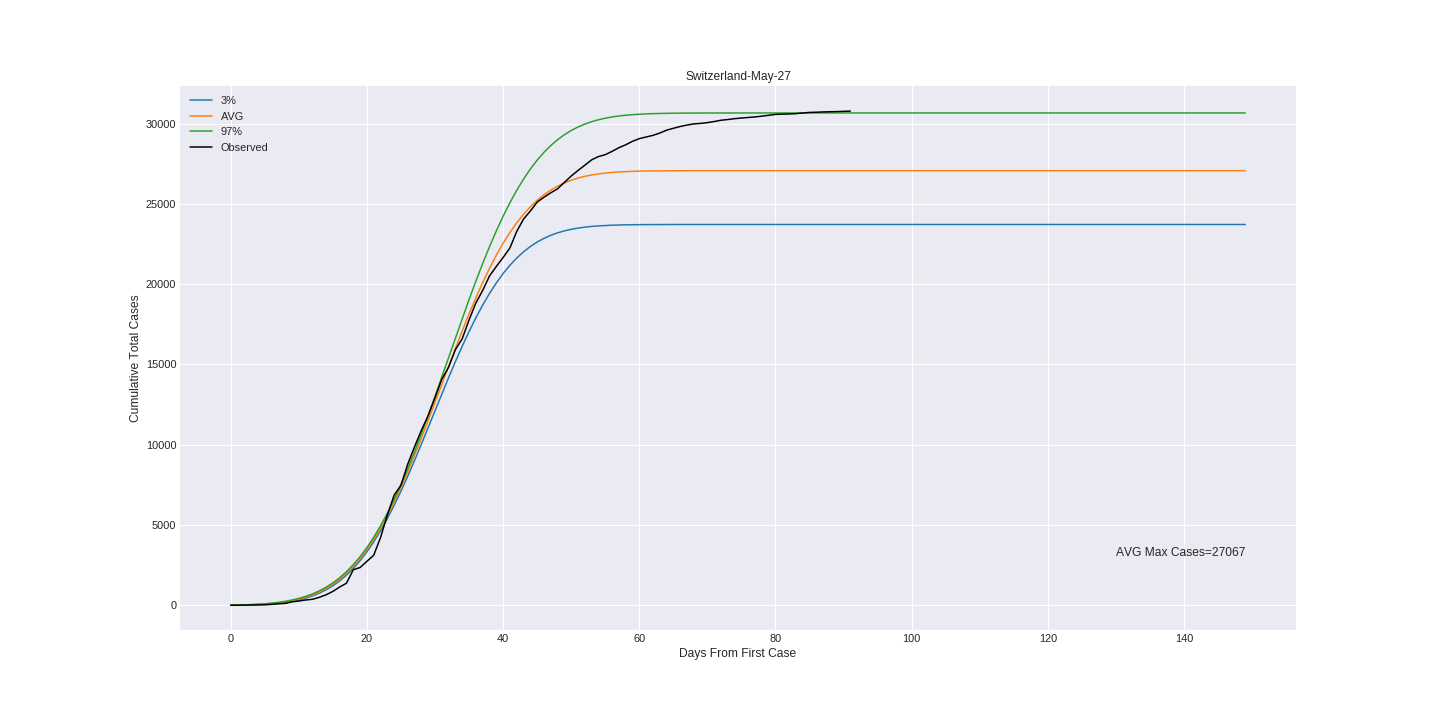 Switzerland-May-27
3%
AVG
97%
Observed
30000
25000
20000
15000
10000
5000
0
Cumulative Total Cases
AVG Max Cases=27067
0 20 40 60 80 100 120 140
Days From First Case